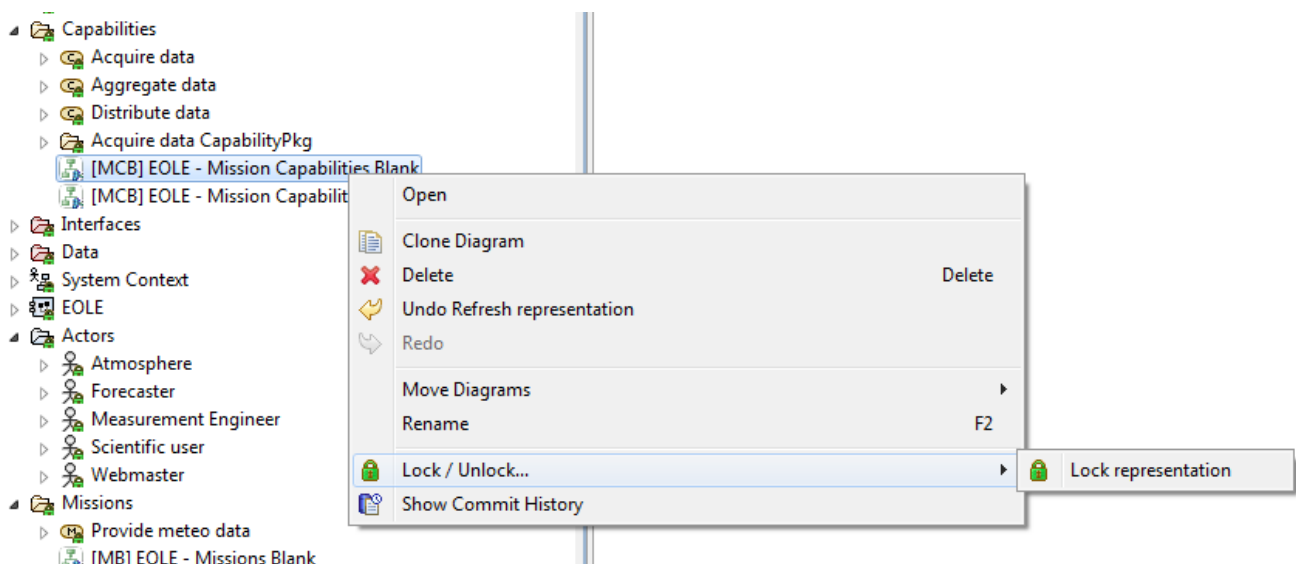 Capabilities
Acquire data
Aggregate data
Distribute data
Acquire data CapabilityPkg
[MCB] EOLE - Mission Capabilities Blank
[MCB] EOLE - Mission Capabilit
Interfaces
Data
System Context
EOLE
Actors
Atmosphere
Forecaster
Measurement Engineer
Scientific user
Webmaster
Missions
Provide meteo data
[MB] EOLE - Missions Blank
Open
Clone Diagram
Delete Delete
Undo Refresh representation
Redo
Move Diagrams
Rename F2
Lock / Unlock...
Show Commit History
Lock representation